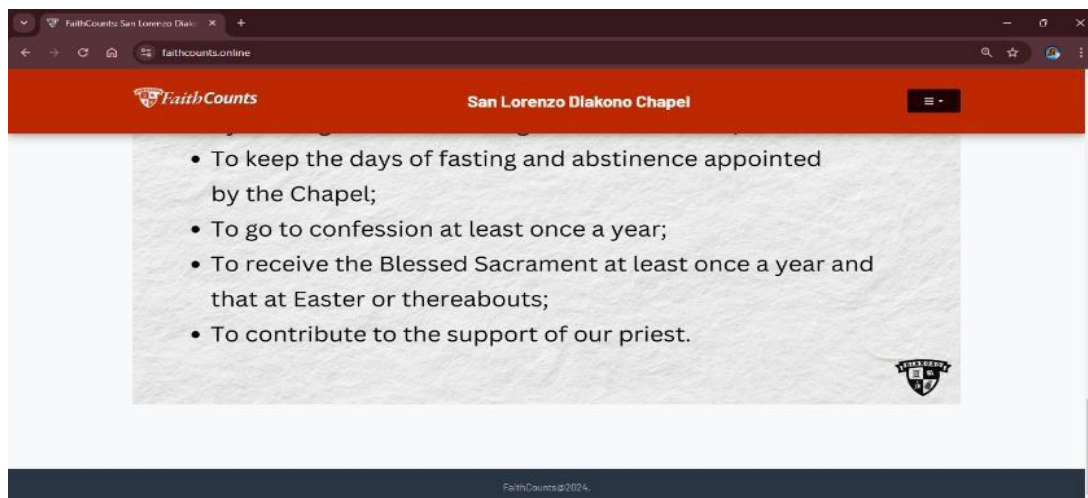 FaithCounts: San Lorenzo Diako
faithcounts.online
FaithCounts
San Lorenzo Diakono Chapel
• To keep the days of fasting and abstinence appointed
by the Chapel;
• To go to confession at least once a year;
• To receive the Blessed Sacrament at least once a year and
that at Easter or thereabouts;
• To contribute to the support of our priest.
FaithCounts@2024.